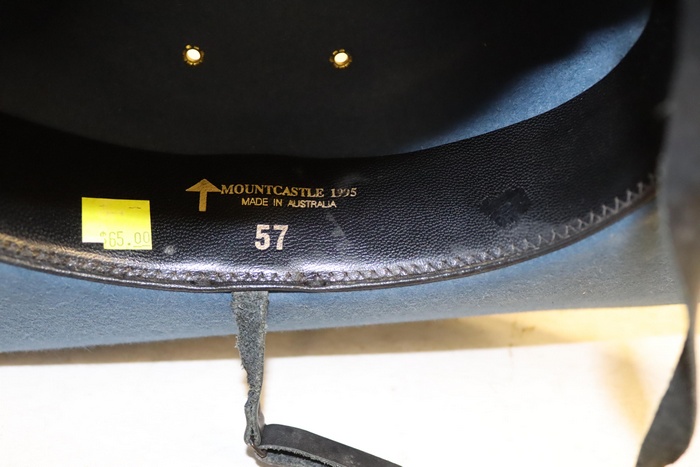 MOUNTCASTLE 1995
MADE IN AUSTRALIA
57
$65.00